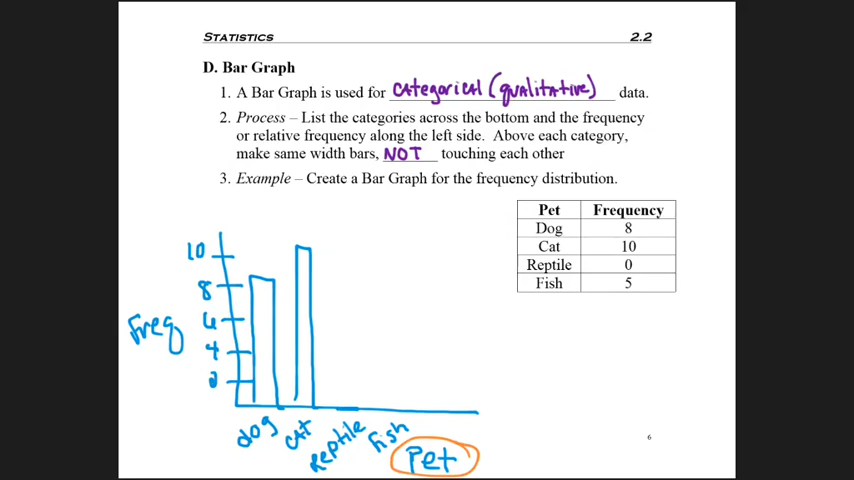 STATISTICS 2.2
D. Bar Graph
1. A Bar Graph is used for categorical (qualitative) data.
2. Process – List the categories across the bottom and the frequency
or relative frequency along the left side. Above each category,
make same width bars, NOT touching each other
3. Example – Create a Bar Graph for the frequency distribution.
Pet Frequency
Dog 8
Cat 10
Reptile 0
Fish 5
10
8
6
4
2
Freq
dog cat Reptile Fish
Pet
6